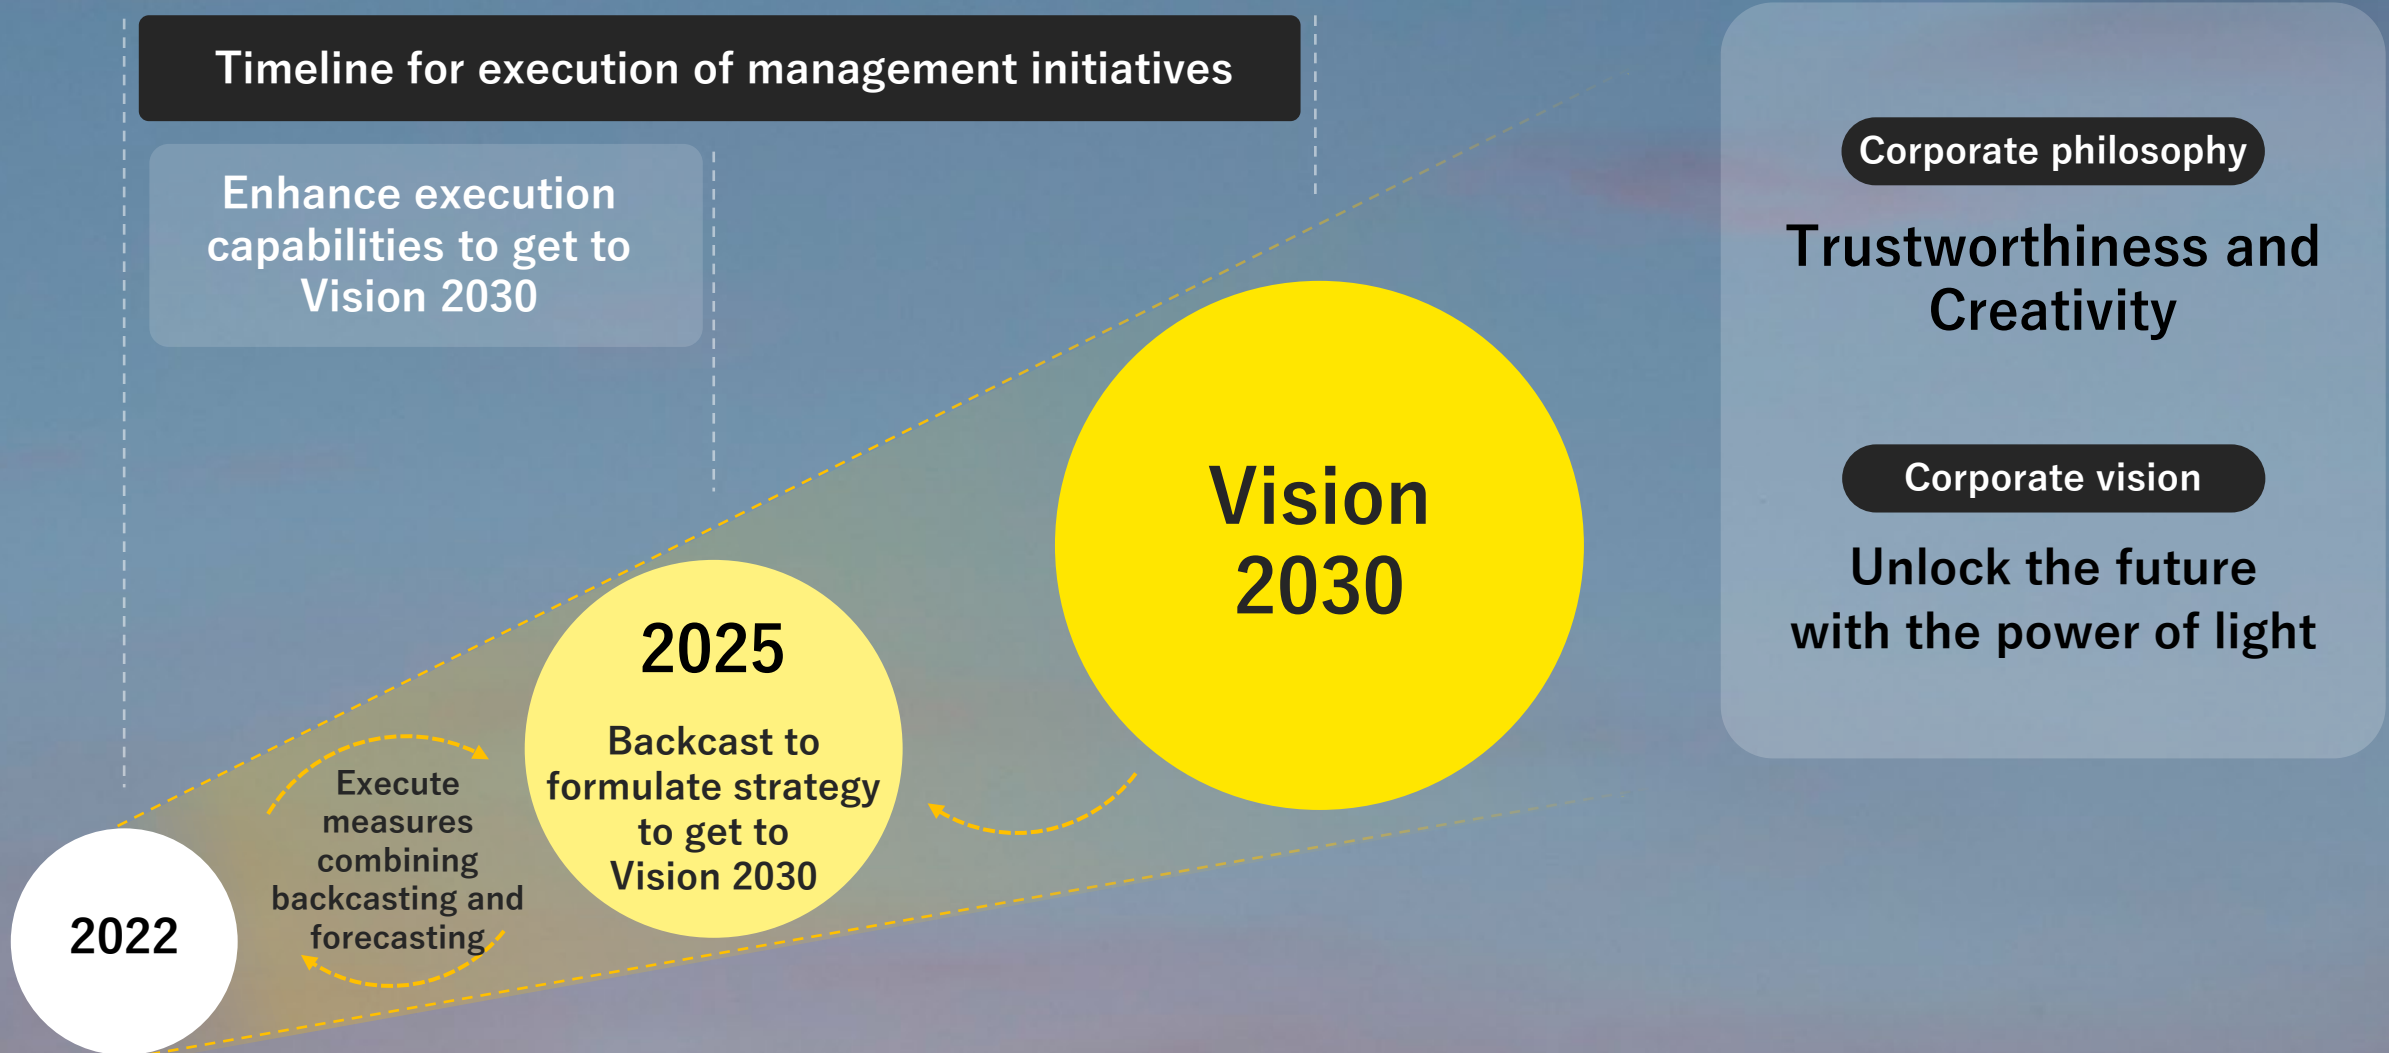 Timeline for execution of management initiatives
Enhance execution
capabilities to get to
Vision 2030
Vision
2030
2025
Backcast to
formulate strategy
to get to
Vision 2030
Execute
measures
combining
backcasting and
forecasting
2022
Corporate philosophy
Trustworthiness and
Creativity
Corporate vision
Unlock the future
with the power of light